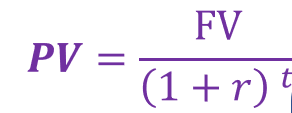 PV = FV / (1 + r)^t